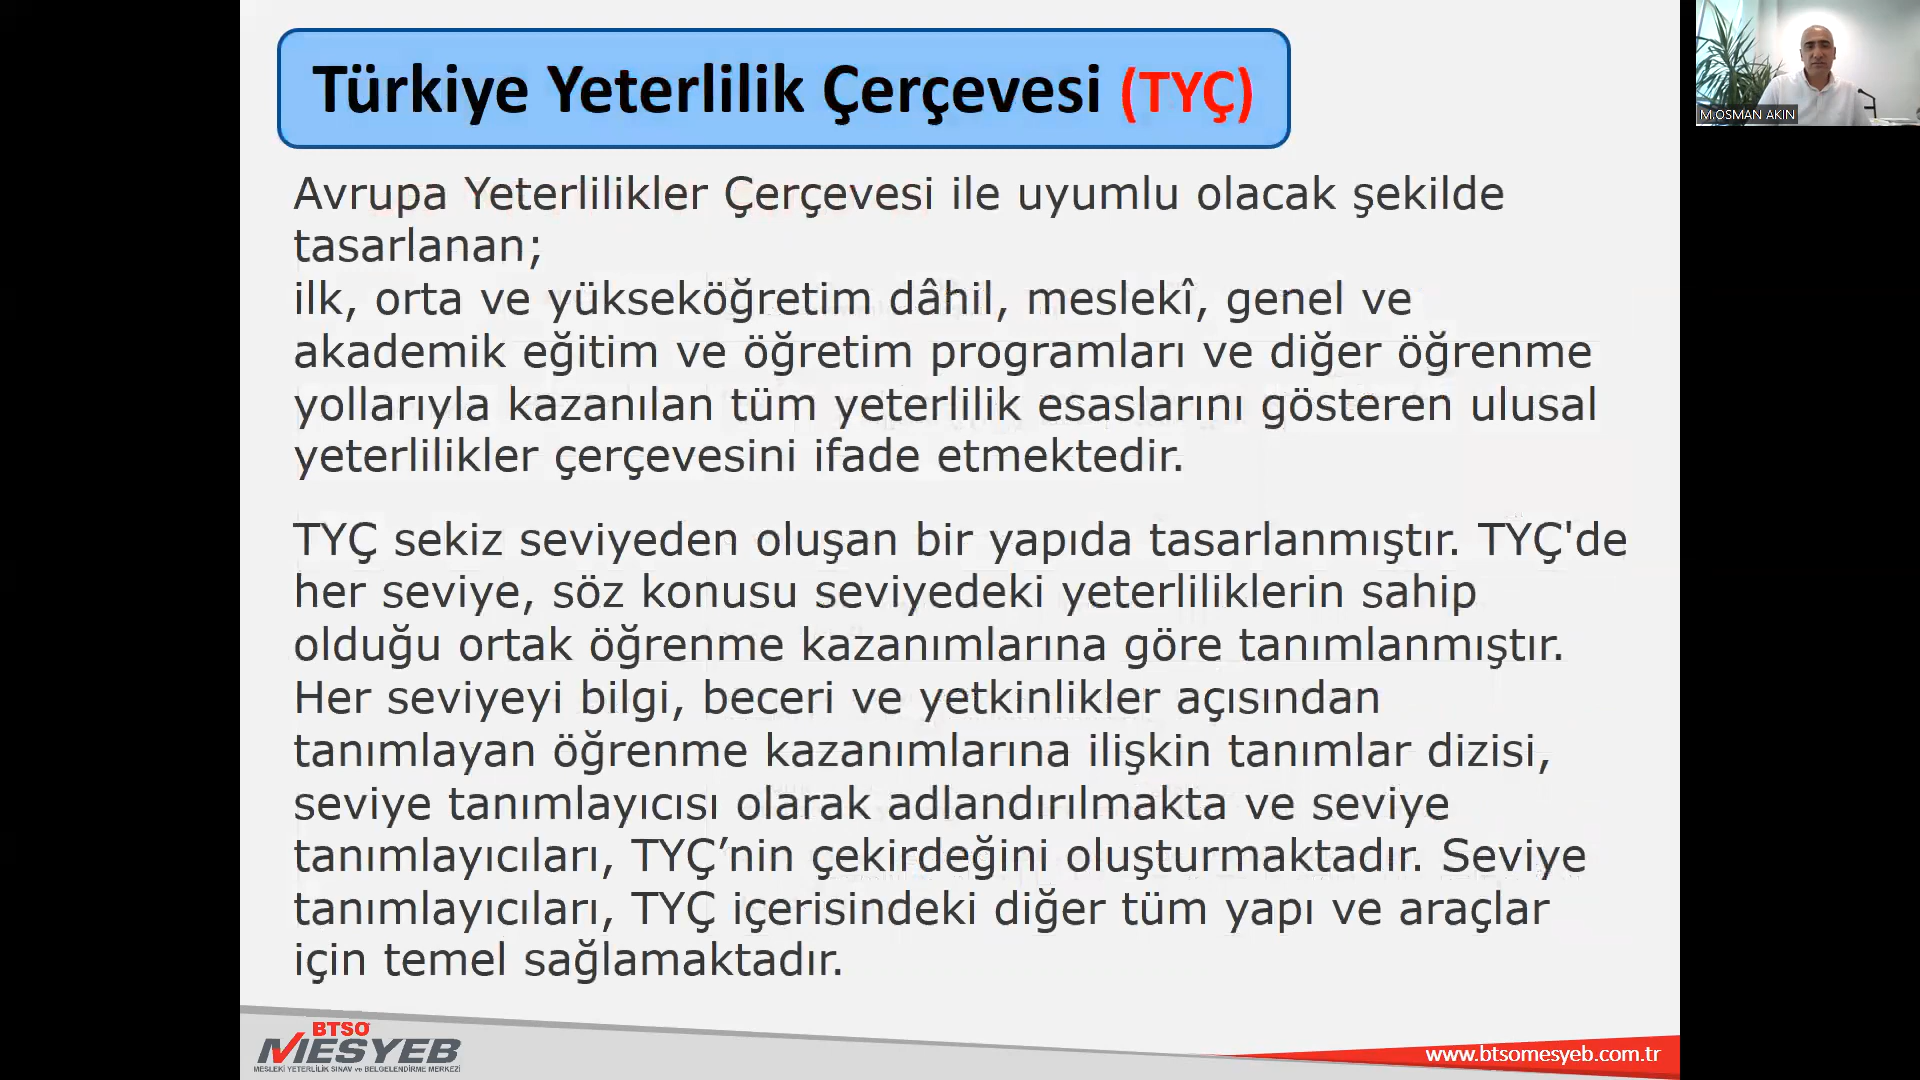 Türkiye Yeterlilik Çerçevesi (TYÇ)
Avrupa Yeterlilikler Çerçevesi ile uyumlu olacak şekilde
tasarlanan;
ilk, orta ve yükseköğretim dâhil, meslekî, genel ve
akademik eğitim ve öğretim programları ve diğer öğrenme
yollarıyla kazanılan tüm yeterlilik esaslarını gösteren ulusal
yeterlilikler çerçevesini ifade etmektedir.
TYÇ sekiz seviyeden oluşan bir yapıda tasarlanmıştır. TYÇ'de
her seviye, söz konusu seviyedeki yeterliliklerin sahip
olduğu ortak öğrenme kazanımlarına göre tanımlanmıştır.
Her seviyeyi bilgi, beceri ve yetkinlikler açısından
tanımlayan öğrenme kazanımlarına ilişkin tanımlar dizisi,
seviye tanımlayıcısı olarak adlandırılmakta ve seviye
tanımlayıcıları, TYÇ’nin çekirdeğini oluşturmaktadır. Seviye
tanımlayıcıları, TYÇ içerisindeki diğer tüm yapı ve araçlar
için temel sağlamaktadır.
BTSO
MESYEB
MESLEKİ YETERLİLİK SINAV ve BELGELENDİRME MERKEZİ
www.btsomesyeb.com.tr
M.OSMAN AKIN